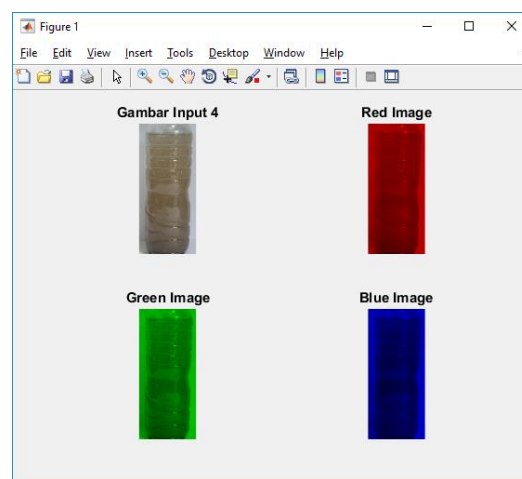 Figure 1
File Edit View Insert Tools Desktop Window Help
Gambar Input 4
Red Image
Green Image
Blue Image